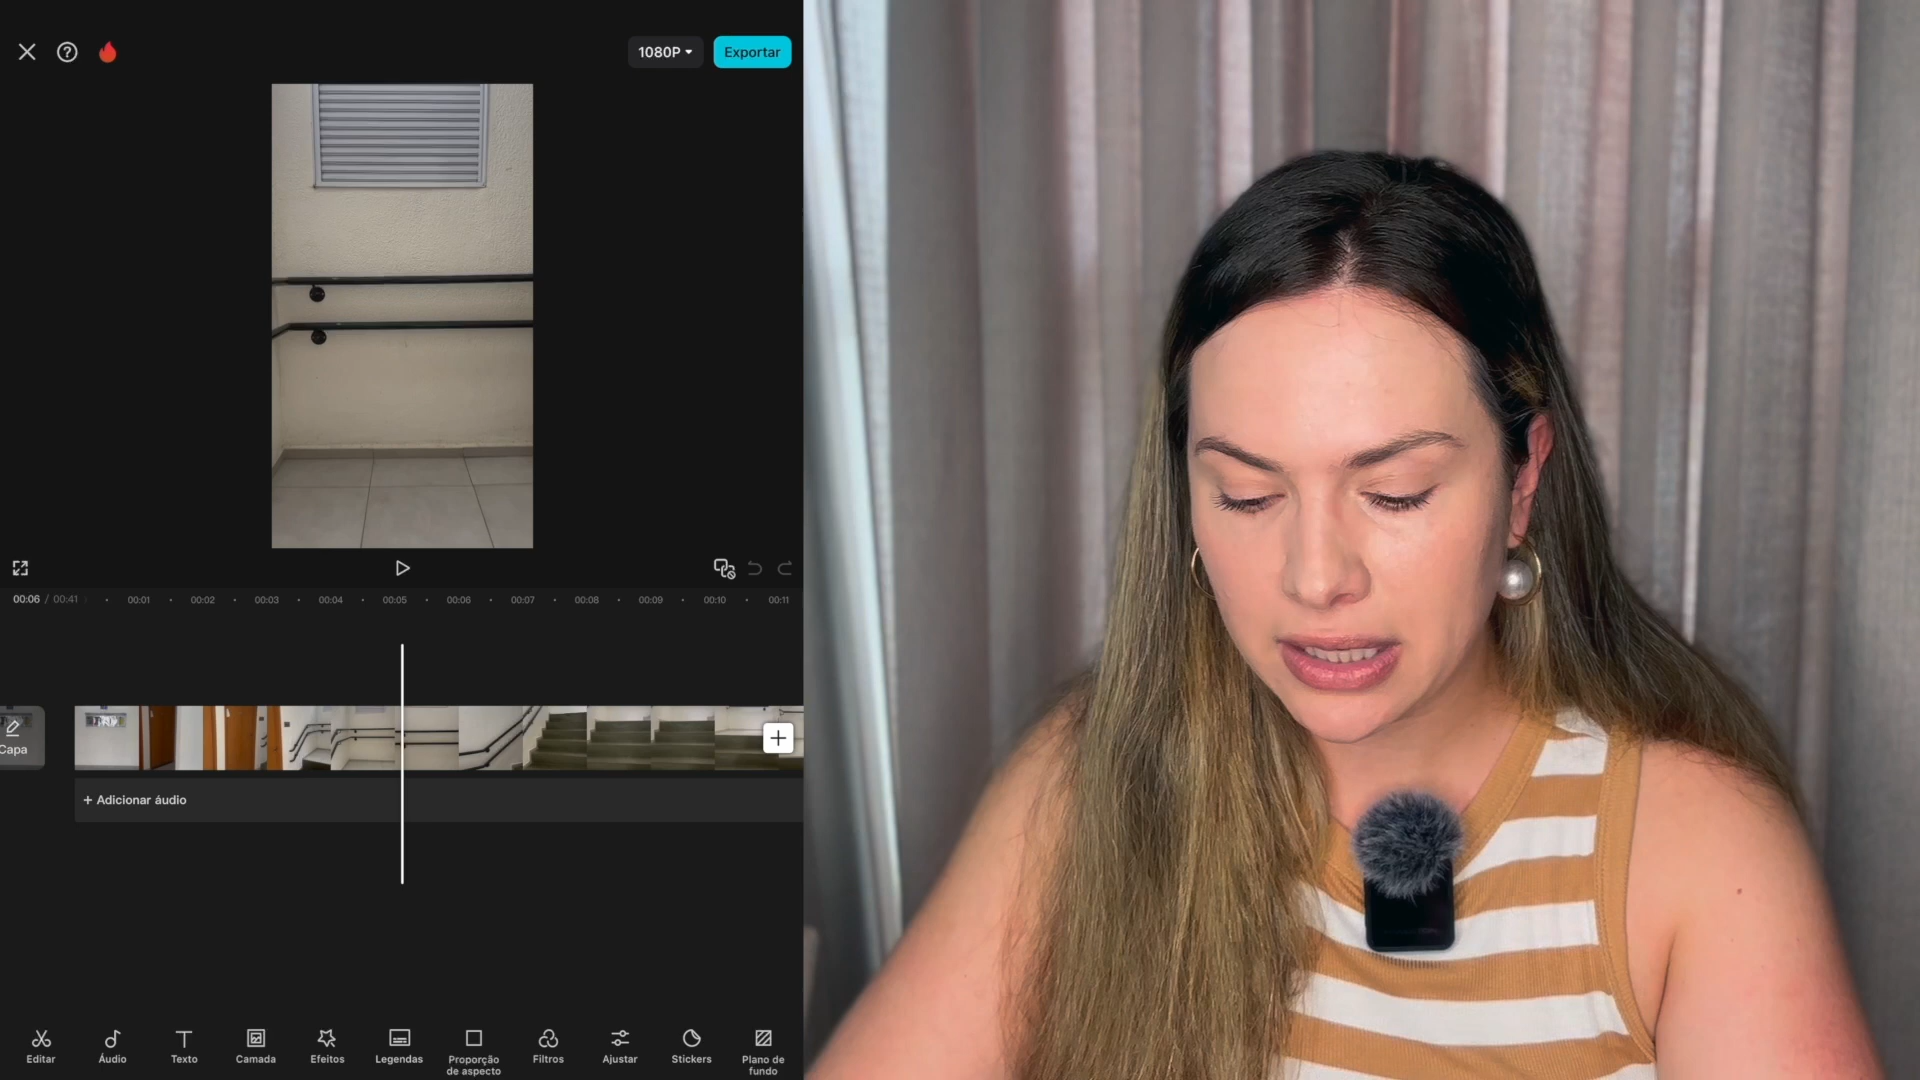 1080P
Exportar
00:06 / 00:41
00:01
00:02
00:03
00:04
00:05
00:06
00:07
00:08
00:09
00:10
00:11
Capa
+ Adicionar áudio
Editar
Áudio
Texto
Camada
Efeitos
Legendas
Proporção
de aspecto
Filtros
Ajustar
Stickers
Plano de
fundo